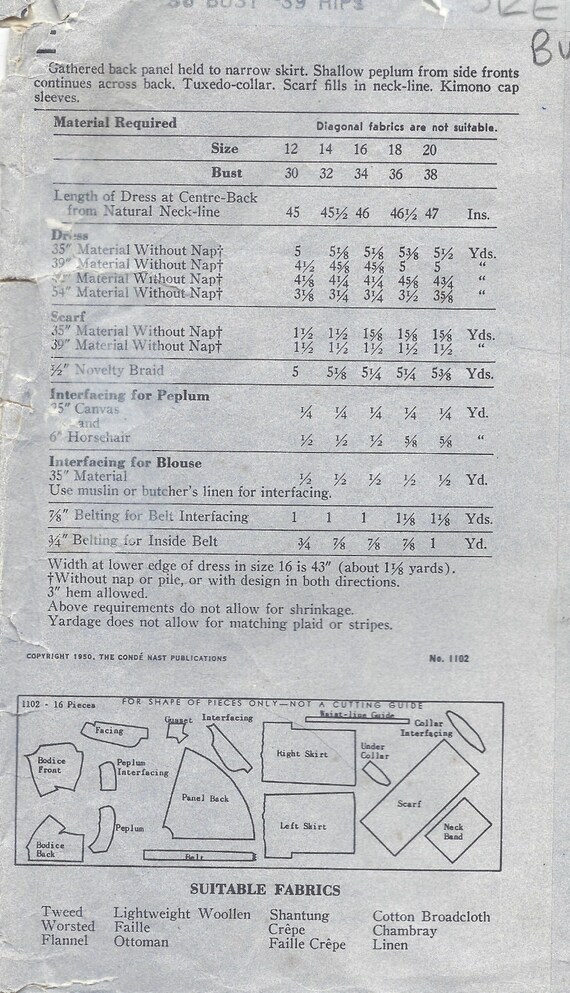 36 BUST 39 HIPS
Bu
Gathered back panel held to narrow skirt. Shallow peplum from side fronts
continues across back. Tuxedo-collar. Scarf fills in neck-line. Kimono cap
sleeves.
Material Required Diagonal fabrics are not suitable.
Size 12 14 16 18 20
Bust 30 32 34 36 38
Length of Dress at Centre-Back
from Natural Neck-line 45 45½ 46 46½ 47 Ins.
Dress
35" Material Without Nap† 5 5⅛ 5⅛ 5⅜ 5½ Yds.
39" Material Without Nap† 4½ 4⅝ 4⅝ 5 5 "
Material Without Nap† 4⅛ 4¼ 4¼ 4⅝ 4¾ "
54" Material Without Nap† 3⅛ 3¼ 3¼ 3½ 3⅝ "
Scarf
35" Material Without Nap† 1½ 1½ 1⅝ 1⅝ 1⅝ Yds.
39" Material Without Nap† 1½ 1½ 1½ 1½ 1½ "
½" Novelty Braid 5 5⅛ 5¼ 5¼ 5⅜ Yds.
Interfacing for Peplum
25" Canvas ¼ ¼ ¼ ¼ ¼ Yd.
and
6" Horsehair ½ ½ ½ ⅝ ⅝ "
Interfacing for Blouse
35" Material ½ ½ ½ ½ ½ Yd.
Use muslin or butcher's linen for interfacing.
⅞" Belting for Belt Interfacing 1 1 1 1⅛ 1⅛ Yds.
¾" Belting for Inside Belt ¾ ⅞ ⅞ ⅞ 1 Yd.
Width at lower edge of dress in size 16 is 43" (about 1⅛ yards).
†Without nap or pile, or with design in both directions.
3" hem allowed.
Above requirements do not allow for shrinkage.
Yardage does not allow for matching plaid or stripes.
COPYRIGHT 1950, THE CONDÉ NAST PUBLICATIONS No. 1102
1102 - 16 Pieces FOR SHAPE OF PIECES ONLY—NOT A CUTTING GUIDE
Facing
Gusset
Interfacing
Waist-line Guide
Collar
Interfacing
Bodice
Front
Peplum
Interfacing
Panel Back
Right Skirt
Under
Collar
Scarf
Bodice
Back
Peplum
Belt
Left Skirt
Neck
Band
SUITABLE FABRICS
Tweed Lightweight Woollen Shantung Cotton Broadcloth
Worsted Faille Crêpe Chambray
Flannel Ottoman Faille Crêpe Linen